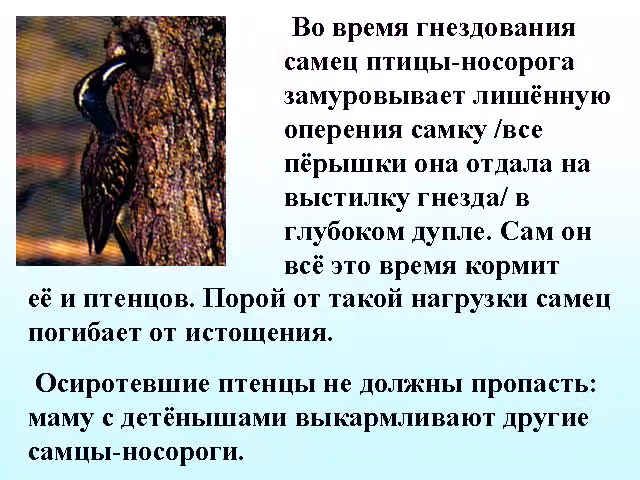 Во время гнездования
самец птицы-носорога
замуровывает лишённую
оперения самку /все
пёрышки она отдала на
выстилку гнезда/ в
глубоком дупле. Сам он
всё это время кормит
её и птенцов. Порой от такой нагрузки самец
погибает от истощения.
Осиротевшие птенцы не должны пропасть:
маму с детёнышами выкармливают другие
самцы-носороги.